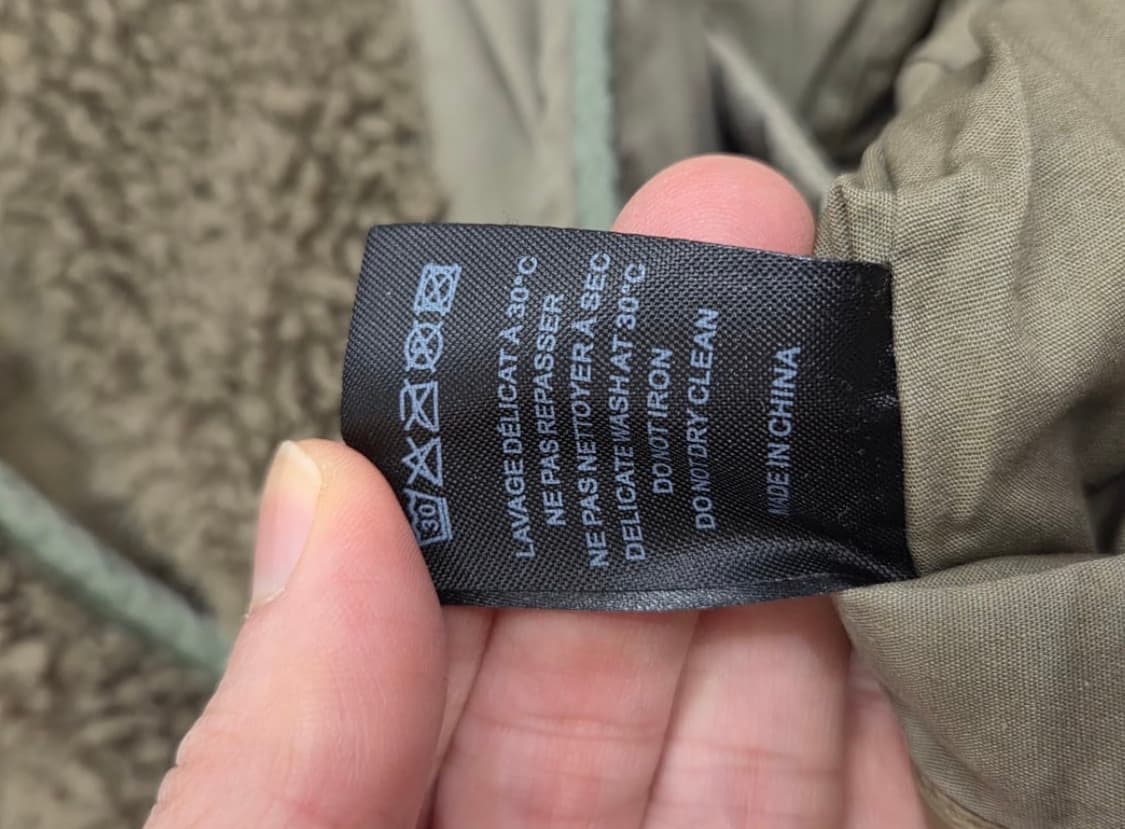 30
LAVAGE DÉLICAT À 30°C
NE PAS REPASSER
NE PAS NETTOYER À SEC
DELICATE WASH AT 30°C
DO NOT IRON
DO NOT DRY CLEAN
MADE IN CHINA